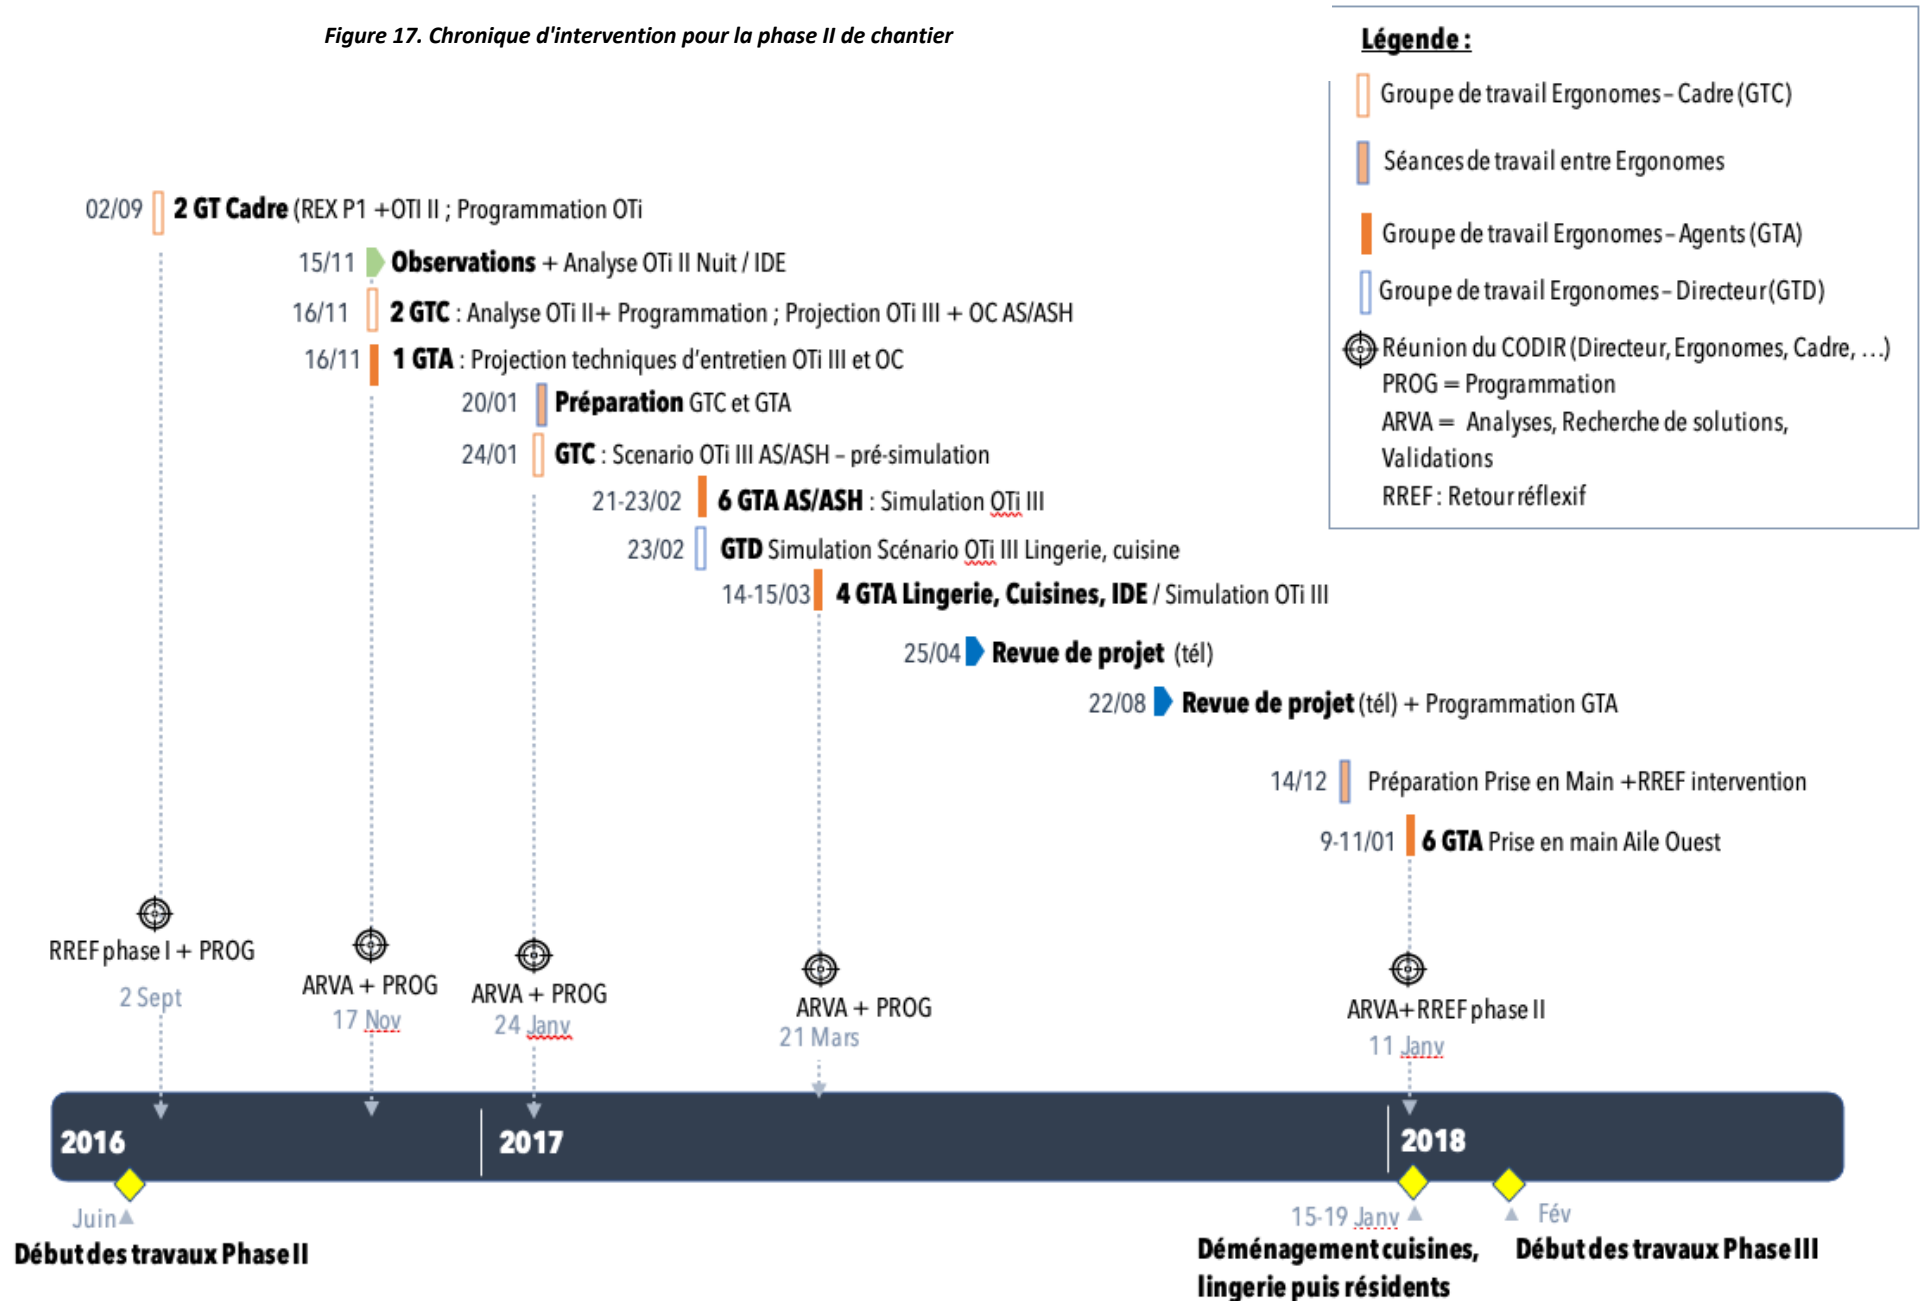 Figure 17. Chronique d'intervention pour la phase II de chantier
Légende :
Groupe de travail Ergonomes – Cadre (GTC)
Séances de travail entre Ergonomes
Groupe de travail Ergonomes – Agents (GTA)
Groupe de travail Ergonomes – Directeur (GTD)
Réunion du CODIR (Directeur, Ergonomes, Cadre, …)
PROG = Programmation
ARVA = Analyses, Recherche de solutions,
Validations
RREF : Retour réflexif
02/09 2 GT Cadre (REX P1 +OTI II ; Programmation OTi
15/11 Observations + Analyse OTi II Nuit / IDE
16/11 2 GTC : Analyse OTi II+ Programmation ; Projection OTi III + OC AS/ASH
16/11 1 GTA : Projection techniques d'entretien OTi III et OC
20/01 Préparation GTC et GTA
24/01 GTC : Scenario OTi III AS/ASH – pré-simulation
21-23/02 6 GTA AS/ASH : Simulation OTi III
23/02 GTD Simulation Scénario OTi III Lingerie, cuisine
14-15/03 4 GTA Lingerie, Cuisines, IDE / Simulation OTi III
25/04 Revue de projet (tél)
22/08 Revue de projet (tél) + Programmation GTA
14/12 Préparation Prise en Main +RREF intervention
9-11/01 6 GTA Prise en main Aile Ouest
RREF phase I + PROG
2 Sept
ARVA + PROG
17 Nov
ARVA + PROG
24 Janv
ARVA + PROG
21 Mars
ARVA+RREF phase II
11 Janv
2016
2017
2018
Juin
Début des travaux Phase II
15-19 Janv
Déménagement cuisines,
lingerie puis résidents
Fév
Début des travaux Phase III